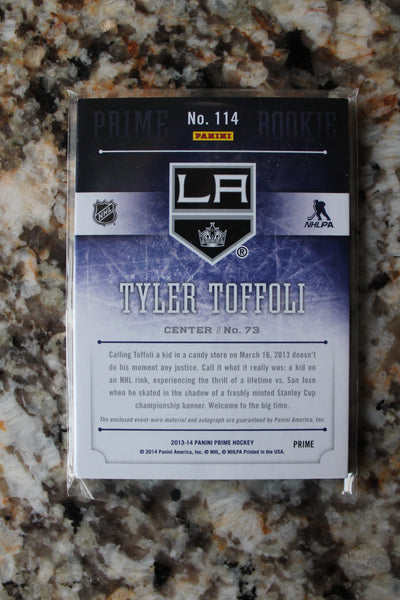 No. 114
PRIME ROOKIE
PANINI
LA
®
NHL
NHLPA
TYLER TOFFOLI
CENTER // No. 73
Calling Toffoli a kid in a candy store on March 16, 2013 doesn't
do his moment any justice. Call it what it really was: a kid on
an NHL rink, experiencing the thrill of a lifetime vs. San Jose
when he skated in the shadow of a freshly minted Stanley Cup
championship banner. Welcome to the big time.
The enclosed event-worn material and autograph are guaranteed by Panini America, Inc.
2013-14 PANINI PRIME HOCKEY
PRIME
© 2014 Panini America, Inc. © NHL, © NHLPA Printed in the USA.